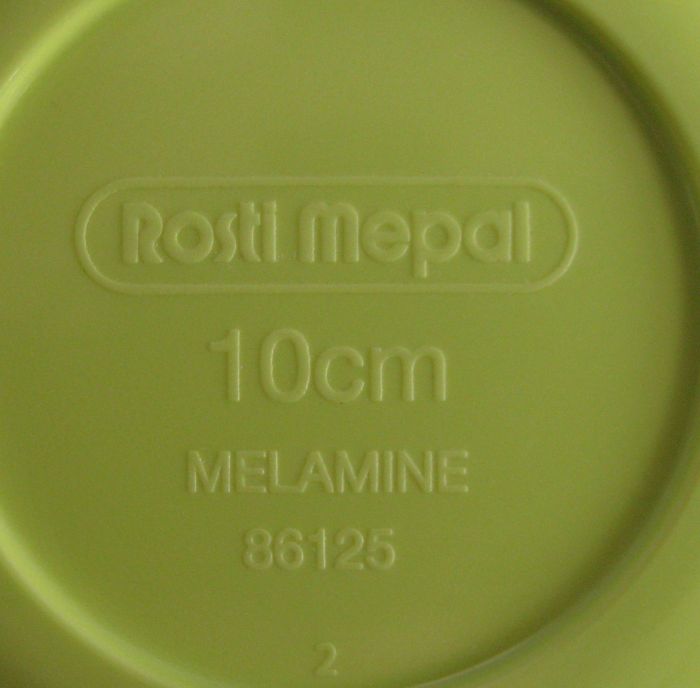 Rosti Mepal
10cm
MELAMINE
86125
2